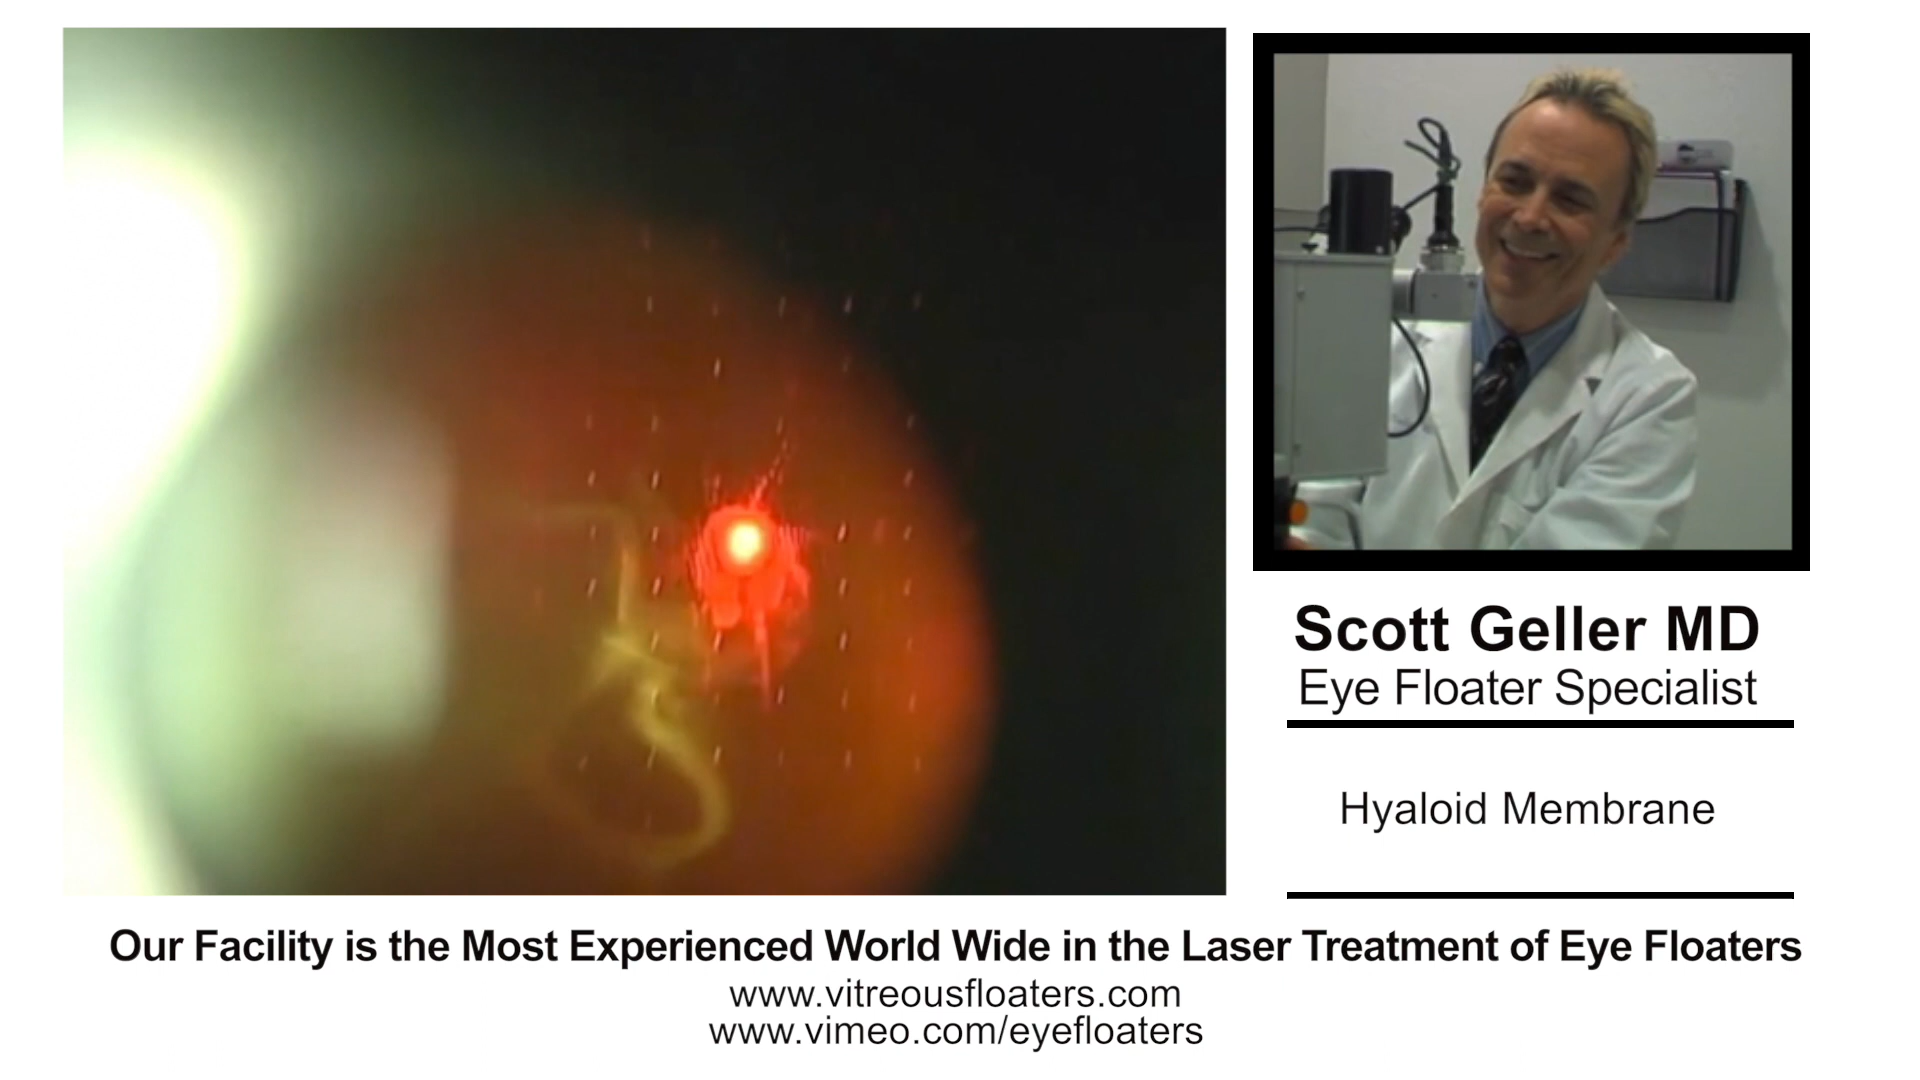 Scott Geller MD
Eye Floater Specialist
Hyaloid Membrane
Our Facility is the Most Experienced World Wide in the Laser Treatment of Eye Floaters
www.vitreousfloaters.com
www.vimeo.com/eyefloaters